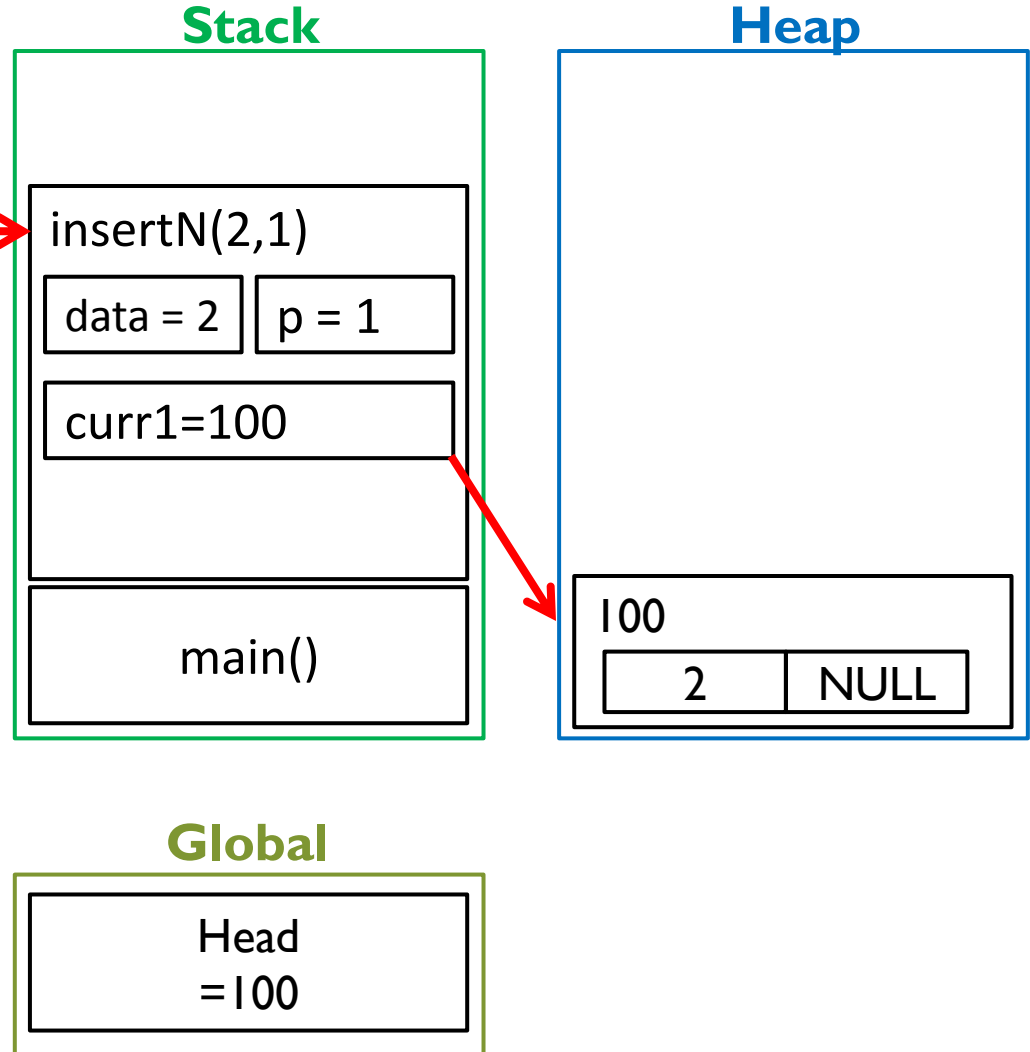 Stack
insertN(2,1)
data = 2
p = 1
curr1=100
main()
Heap
100
2
NULL
Global
Head
=100